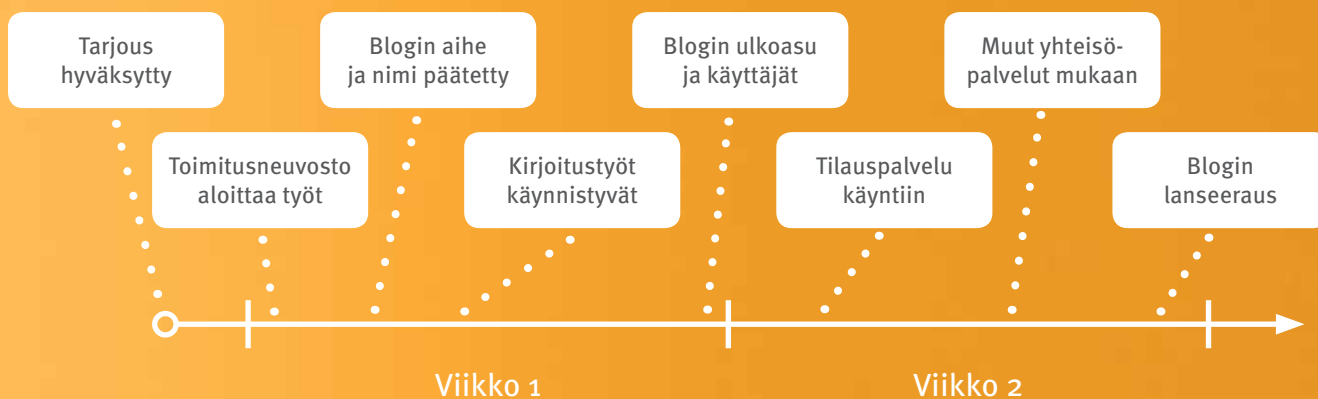 Tarjous
hyväksytty
Blogin aihe
ja nimi päätetty
Blogin ulkoasu
ja käyttäjät
Muut yhteisö-
palvelut mukaan
Toimitusneuvosto
aloittaa työt
Kirjoitustyöt
käynnistyvät
Tilauspalvelu
käyntiin
Blogin
lanseeraus
Viikko 1
Viikko 2